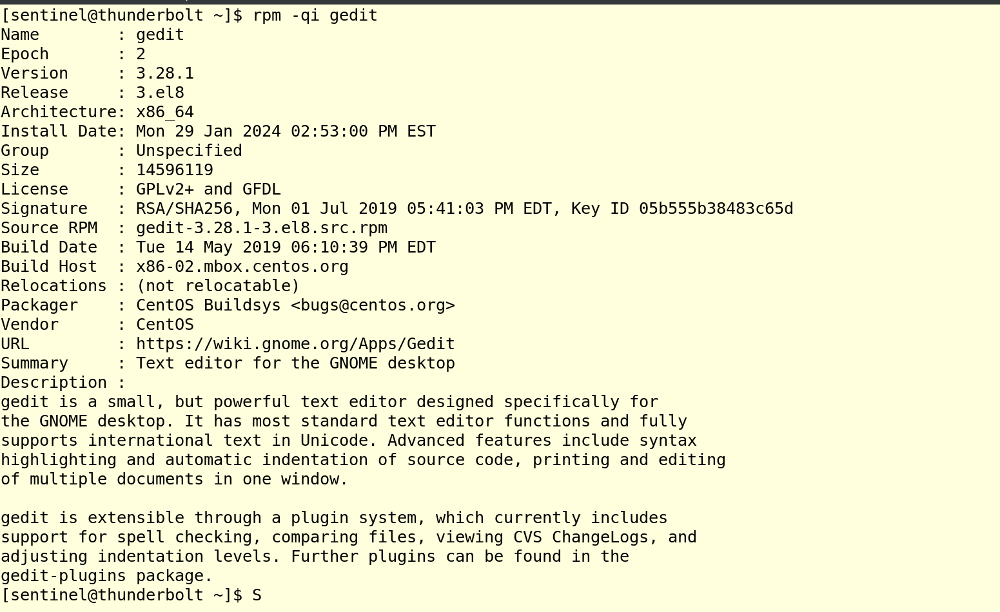 [sentinel@thunderbolt ~]$ rpm -qi gedit
Name        : gedit
Epoch       : 2
Version     : 3.28.1
Release     : 3.el8
Architecture: x86_64
Install Date: Mon 29 Jan 2024 02:53:00 PM EST
Group       : Unspecified
Size        : 14596119
License     : GPLv2+ and GFDL
Signature   : RSA/SHA256, Mon 01 Jul 2019 05:41:03 PM EDT, Key ID 05b555b38483c65d
Source RPM  : gedit-3.28.1-3.el8.src.rpm
Build Date  : Tue 14 May 2019 06:10:39 PM EDT
Build Host  : x86-02.mbox.centos.org
Relocations : (not relocatable)
Packager    : CentOS Buildsys <bugs@centos.org>
Vendor      : CentOS
URL         : https://wiki.gnome.org/Apps/Gedit
Summary     : Text editor for the GNOME desktop
Description :
gedit is a small, but powerful text editor designed specifically for
the GNOME desktop. It has most standard text editor functions and fully
supports international text in Unicode. Advanced features include syntax
highlighting and automatic indentation of source code, printing and editing
of multiple documents in one window.

gedit is extensible through a plugin system, which currently includes
support for spell checking, comparing files, viewing CVS ChangeLogs, and
adjusting indentation levels. Further plugins can be found in the
gedit-plugins package.
[sentinel@thunderbolt ~]$ S